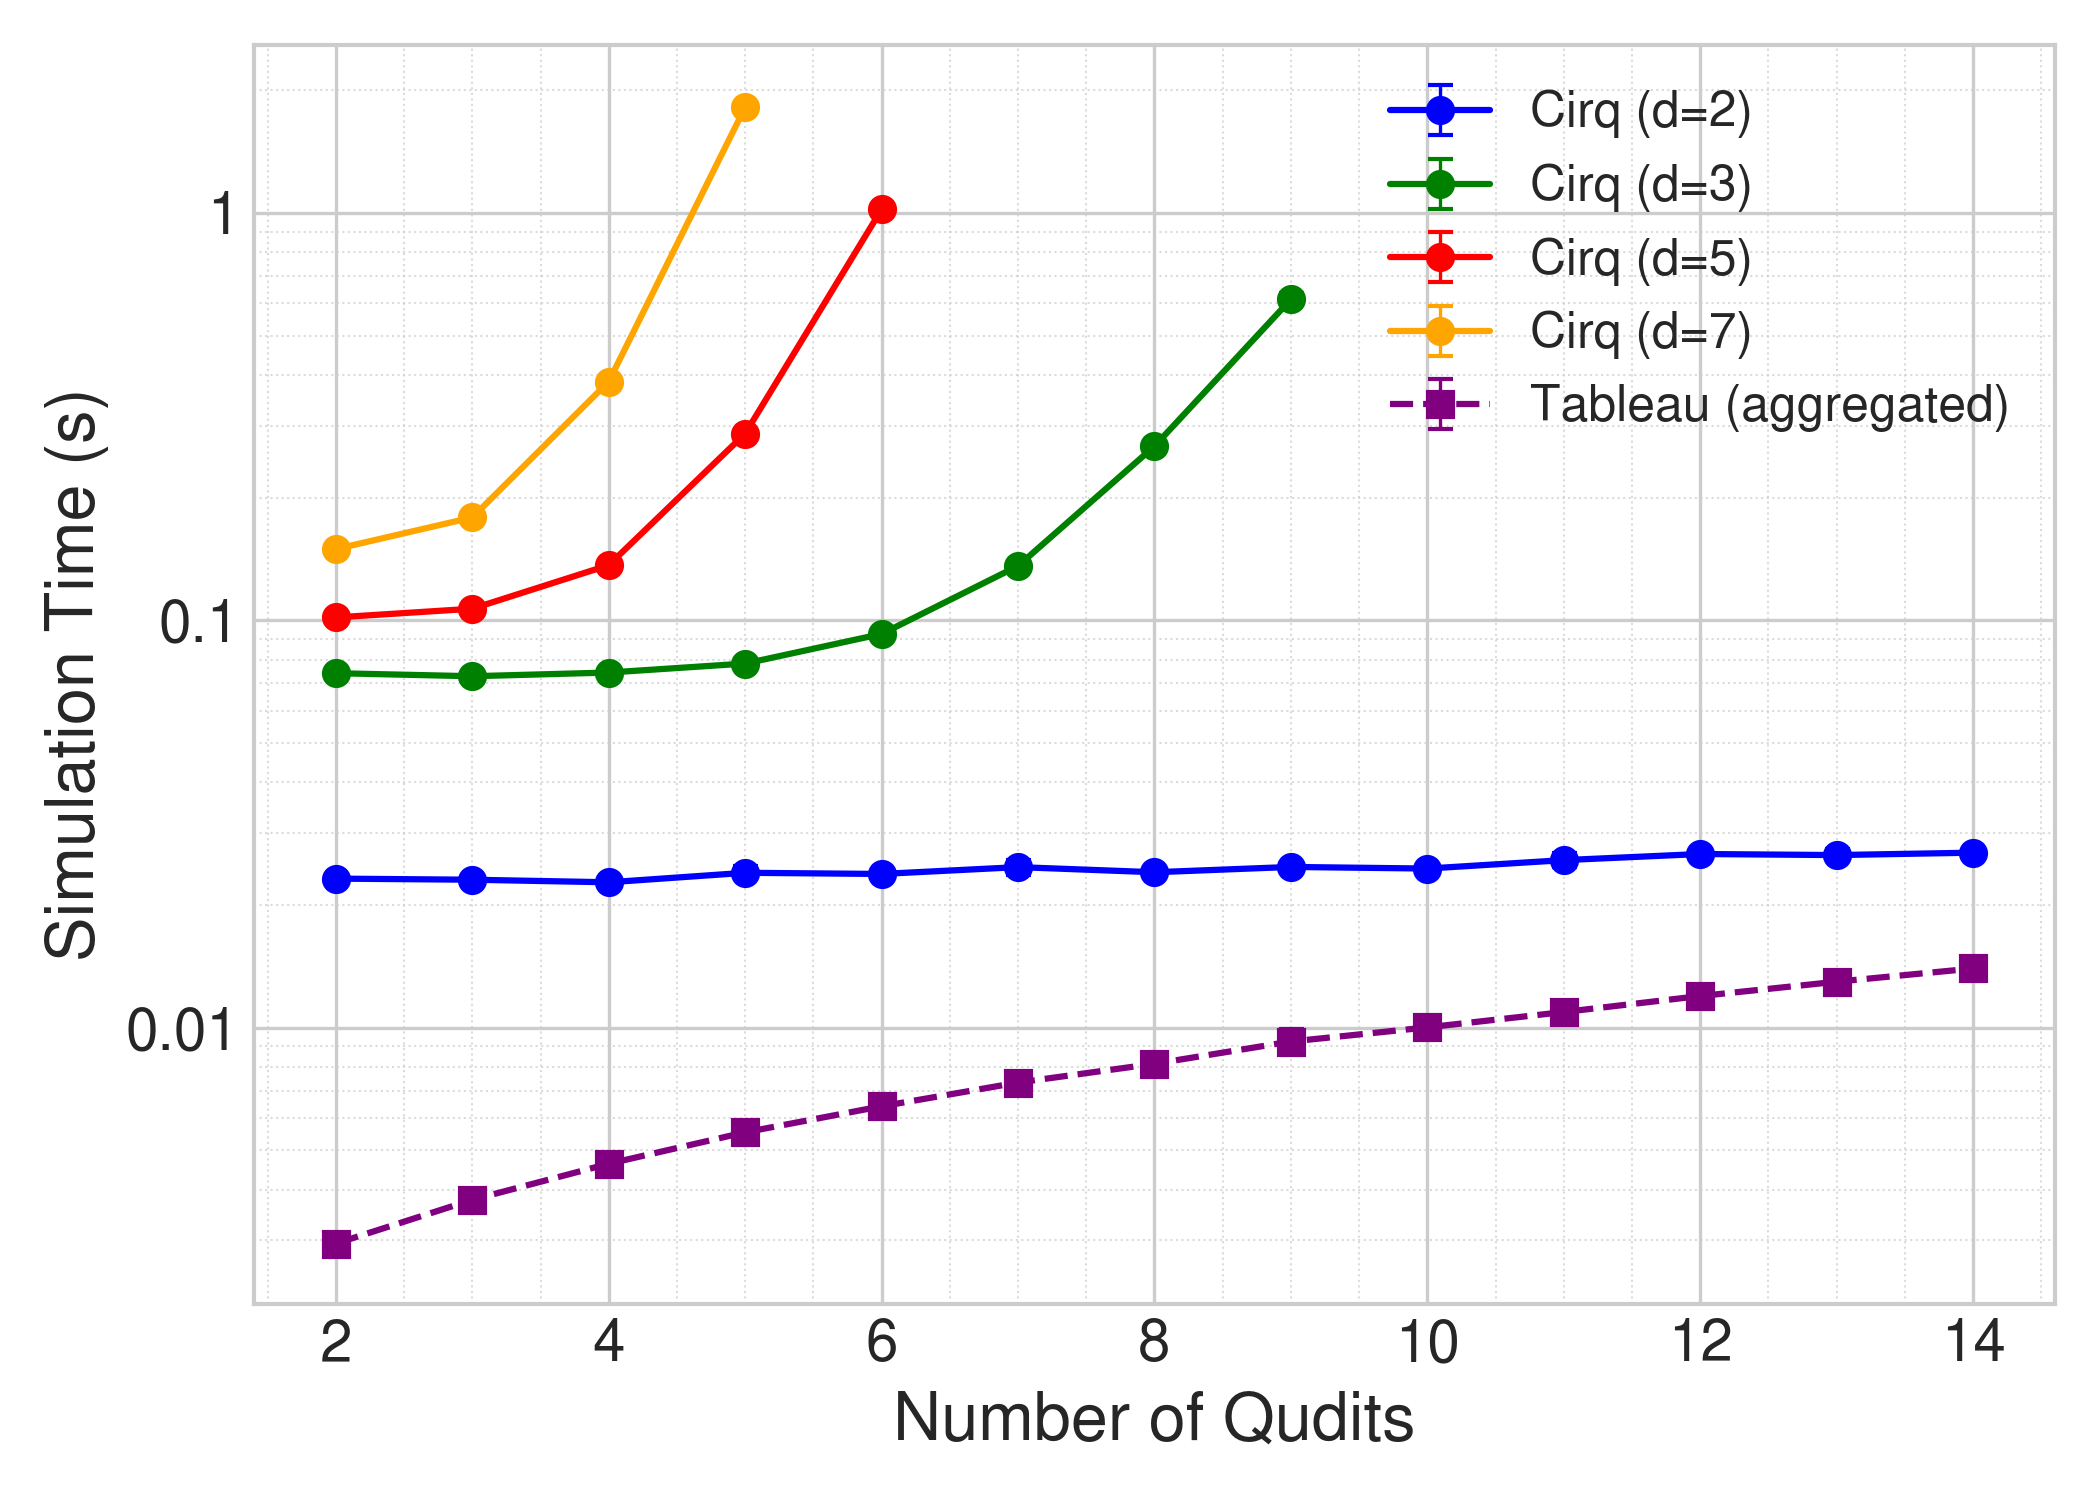 Simulation Time (s)
1
0.1
0.01
Cirq (d=2)
Cirq (d=3)
Cirq (d=5)
Cirq (d=7)
Tableau (aggregated)
2 4 6 8 10 12 14
Number of Qudits